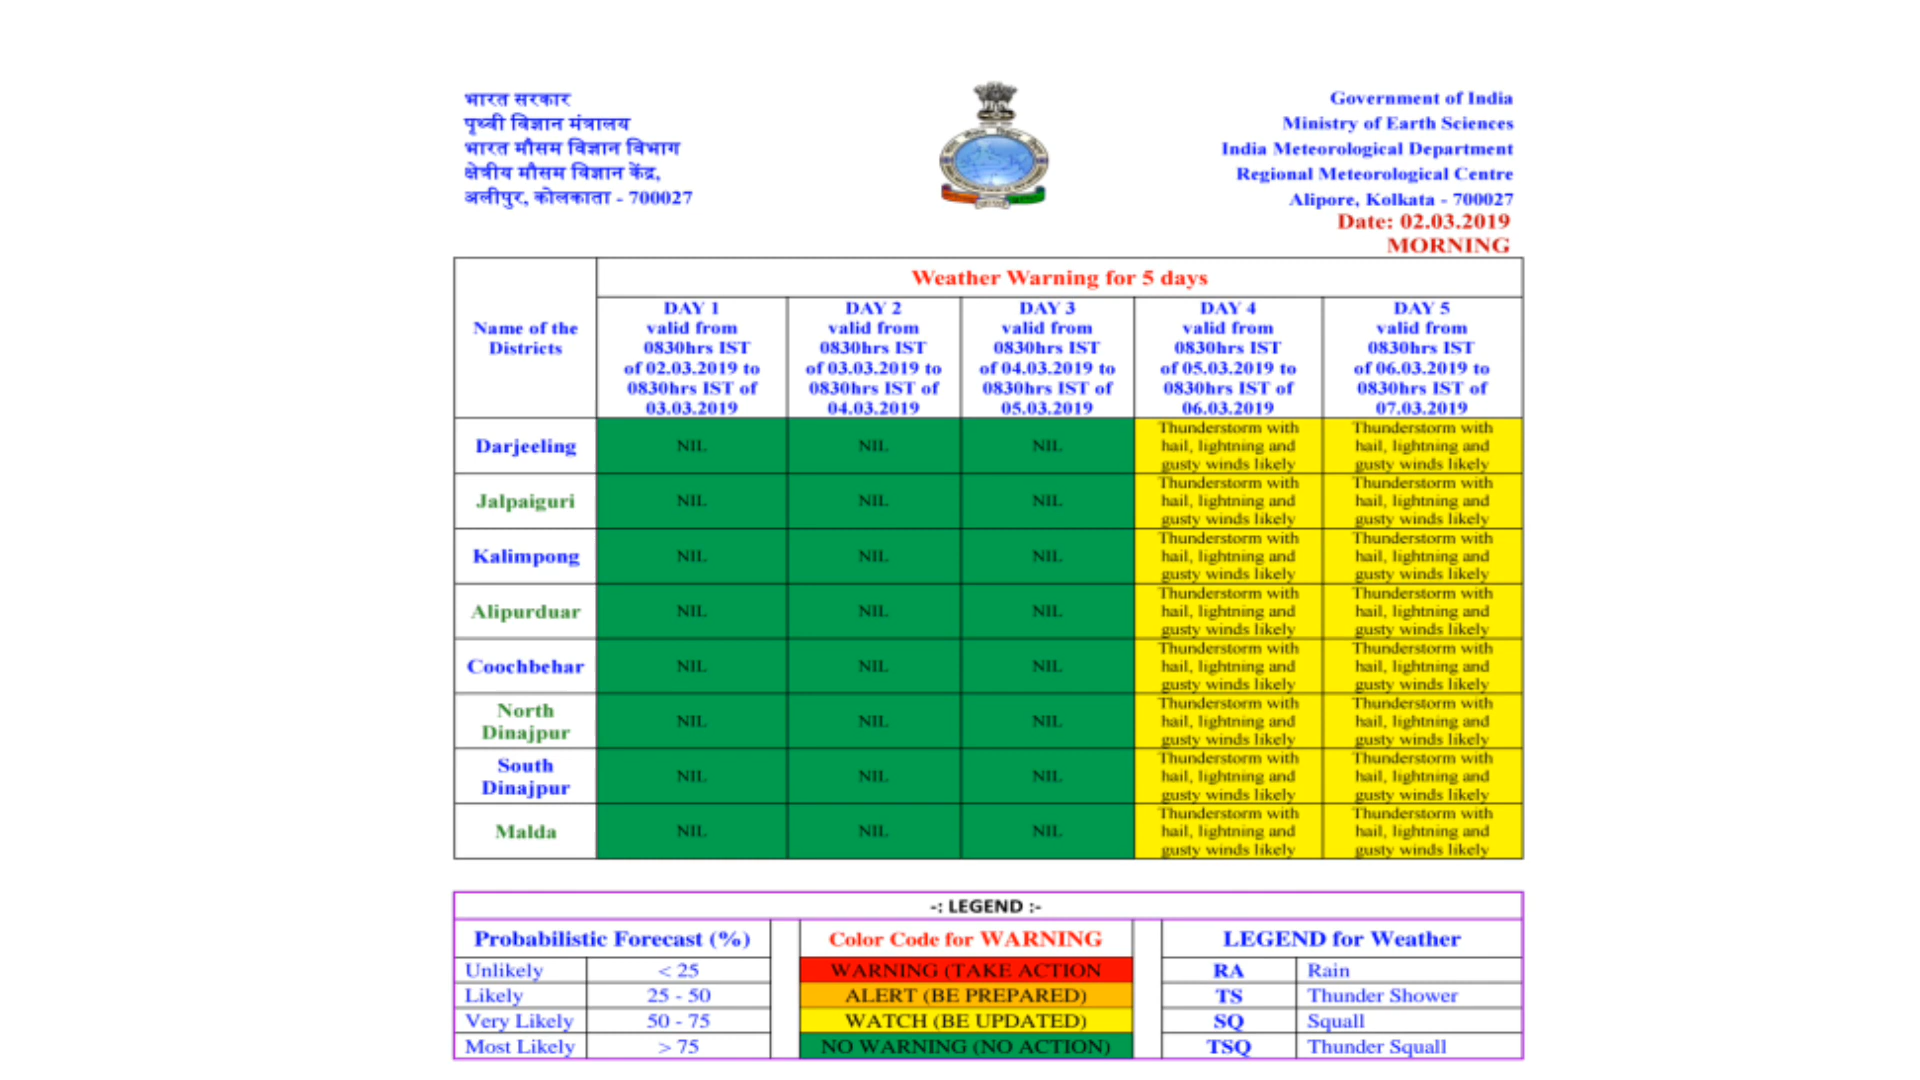 भारत सरकार
पृथ्वी विज्ञान मंत्रालय
भारत मौसम विज्ञान विभाग
क्षेत्रीय मौसम विज्ञान केंद्र,
अलीपुर, कोलकाता - 700027
Government of India
Ministry of Earth Sciences
India Meteorological Department
Regional Meteorological Centre
Alipore, Kolkata - 700027
Date: 02.03.2019
MORNING
Name of the
Districts
Weather Warning for 5 days
DAY 1
valid from
0830hrs IST
of 02.03.2019 to
0830hrs IST of
03.03.2019
DAY 2
valid from
0830hrs IST
of 03.03.2019 to
0830hrs IST of
04.03.2019
DAY 3
valid from
0830hrs IST
of 04.03.2019 to
0830hrs IST of
05.03.2019
DAY 4
valid from
0830hrs IST
of 05.03.2019 to
0830hrs IST of
06.03.2019
DAY 5
valid from
0830hrs IST
of 06.03.2019 to
0830hrs IST of
07.03.2019
Darjeeling
NIL
NIL
NIL
Thunderstorm with
hail, lightning and
gusty winds likely
Thunderstorm with
hail, lightning and
gusty winds likely
Jalpaiguri
NIL
NIL
NIL
Thunderstorm with
hail, lightning and
gusty winds likely
Thunderstorm with
hail, lightning and
gusty winds likely
Kalimpong
NIL
NIL
NIL
Thunderstorm with
hail, lightning and
gusty winds likely
Thunderstorm with
hail, lightning and
gusty winds likely
Alipurduar
NIL
NIL
NIL
Thunderstorm with
hail, lightning and
gusty winds likely
Thunderstorm with
hail, lightning and
gusty winds likely
Coochbehar
NIL
NIL
NIL
Thunderstorm with
hail, lightning and
gusty winds likely
Thunderstorm with
hail, lightning and
gusty winds likely
North
Dinajpur
NIL
NIL
NIL
Thunderstorm with
hail, lightning and
gusty winds likely
Thunderstorm with
hail, lightning and
gusty winds likely
South
Dinajpur
NIL
NIL
NIL
Thunderstorm with
hail, lightning and
gusty winds likely
Thunderstorm with
hail, lightning and
gusty winds likely
Malda
NIL
NIL
NIL
Thunderstorm with
hail, lightning and
gusty winds likely
Thunderstorm with
hail, lightning and
gusty winds likely
-: LEGEND :-
Probabilistic Forecast (%)
Color Code for WARNING
LEGEND for Weather
Unlikely < 25
WARNING (TAKE ACTION
RA Rain
Likely 25 - 50
ALERT (BE PREPARED)
TS Thunder Shower
Very Likely 50 - 75
WATCH (BE UPDATED)
SQ Squall
Most Likely > 75
NO WARNING (NO ACTION)
TSQ Thunder Squall